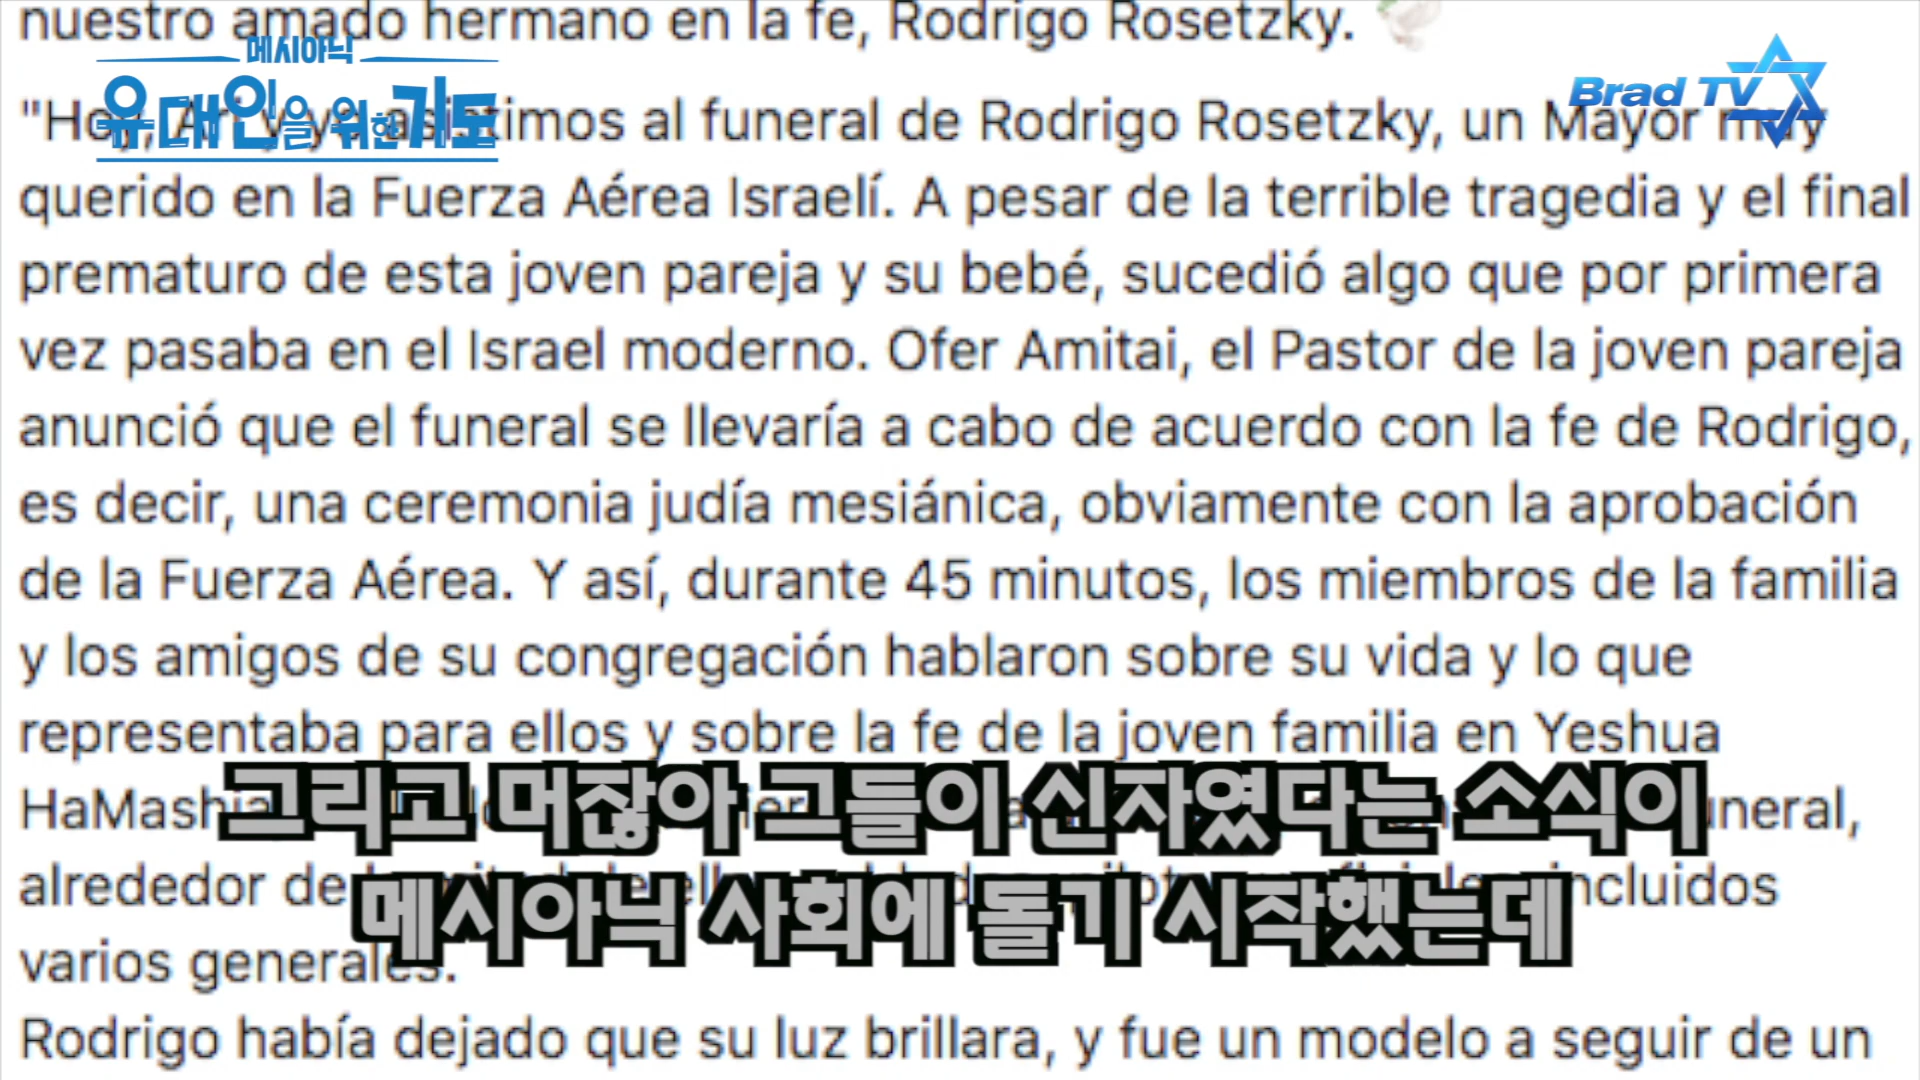 nuestro amado hermano en la fe, Rodrigo Rosetzky.
메시아닉
유대인을 위한 기도
Brad TV
"Hoy, Ari y yo asistimos al funeral de Rodrigo Rosetzky, un Mayor muy
querido en la Fuerza Aérea Israelí. A pesar de la terrible tragedia y el final
prematuro de esta joven pareja y su bebé, sucedió algo que por primera
vez pasaba en el Israel moderno. Ofer Amitai, el Pastor de la joven pareja
anunció que el funeral se llevaría a cabo de acuerdo con la fe de Rodrigo,
es decir, una ceremonia judía mesiánica, obviamente con la aprobación
de la Fuerza Aérea. Y así, durante 45 minutos, los miembros de la familia
y los amigos de su congregación hablaron sobre su vida y lo que
representaba para ellos y sobre la fe de la joven familia en Yeshua
HaMashia funeral,
alrededor de incluidos
varios generales.
Rodrigo había dejado que su luz brillara, y fue un modelo a seguir de un
그리고 머잖아 그들이 신자였다는 소식이
메시아닉 사회에 돌기 시작했는데